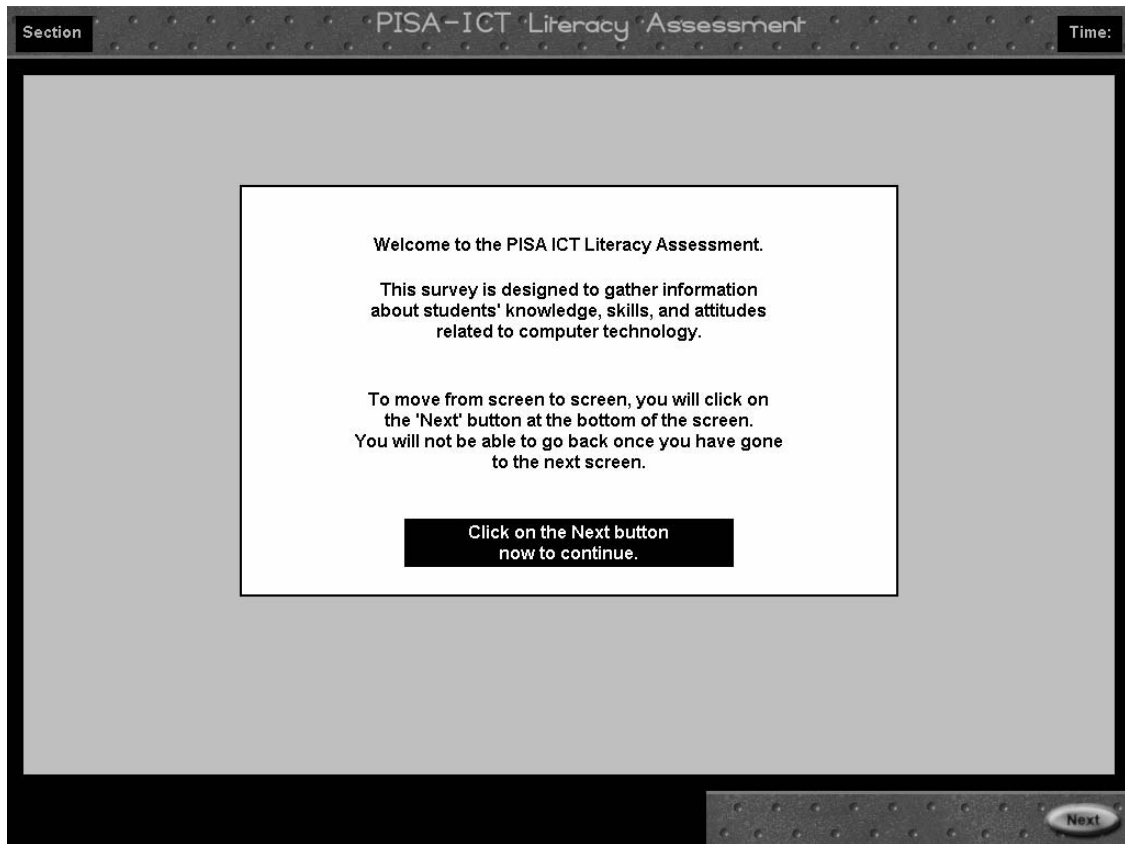 Section
PISA-ICT Literacy Assessment
Time:
Welcome to the PISA ICT Literacy Assessment.
This survey is designed to gather information
about students' knowledge, skills, and attitudes
related to computer technology.
To move from screen to screen, you will click on
the 'Next' button at the bottom of the screen.
You will not be able to go back once you have gone
to the next screen.
Click on the Next button
now to continue.
Next